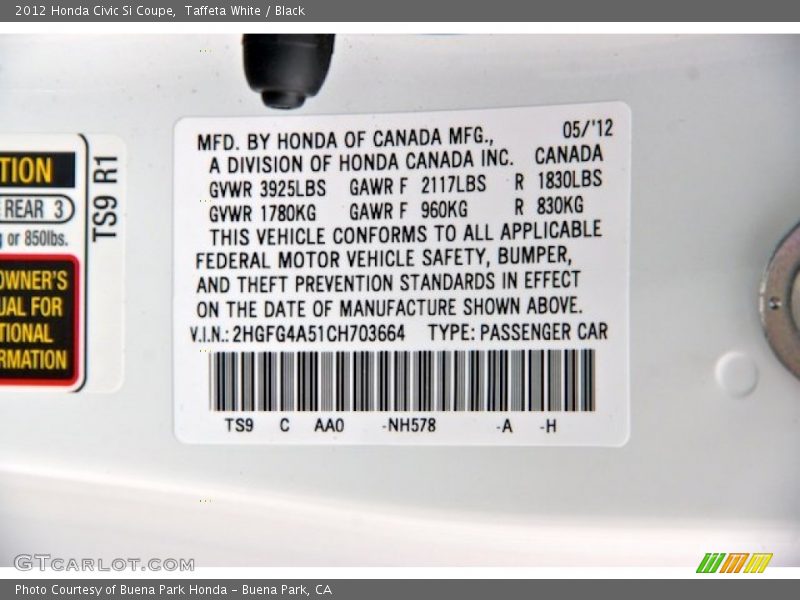 2012 Honda Civic Si Coupe,  Taffeta White / Black
MFD. BY HONDA OF CANADA MFG., 05/'12
A DIVISION OF HONDA CANADA INC. CANADA
GVWR 3925LBS GAWR F 2117LBS R 1830LBS
GVWR 1780KG GAWR F 960KG R 830KG
THIS VEHICLE CONFORMS TO ALL APPLICABLE
FEDERAL MOTOR VEHICLE SAFETY, BUMPER,
AND THEFT PREVENTION STANDARDS IN EFFECT
ON THE DATE OF MANUFACTURE SHOWN ABOVE.
V.I.N.: 2HGFG4A51CH703664 TYPE: PASSENGER CAR
TS9 C AA0 -NH578 -A -H
TION
REAR 3
or 850lbs.
OWNER'S
UAL FOR
TIONAL
RMATION
TS9 R1
GTCARLOT.COM
Photo Courtesy of Buena Park Honda - Buena Park, CA